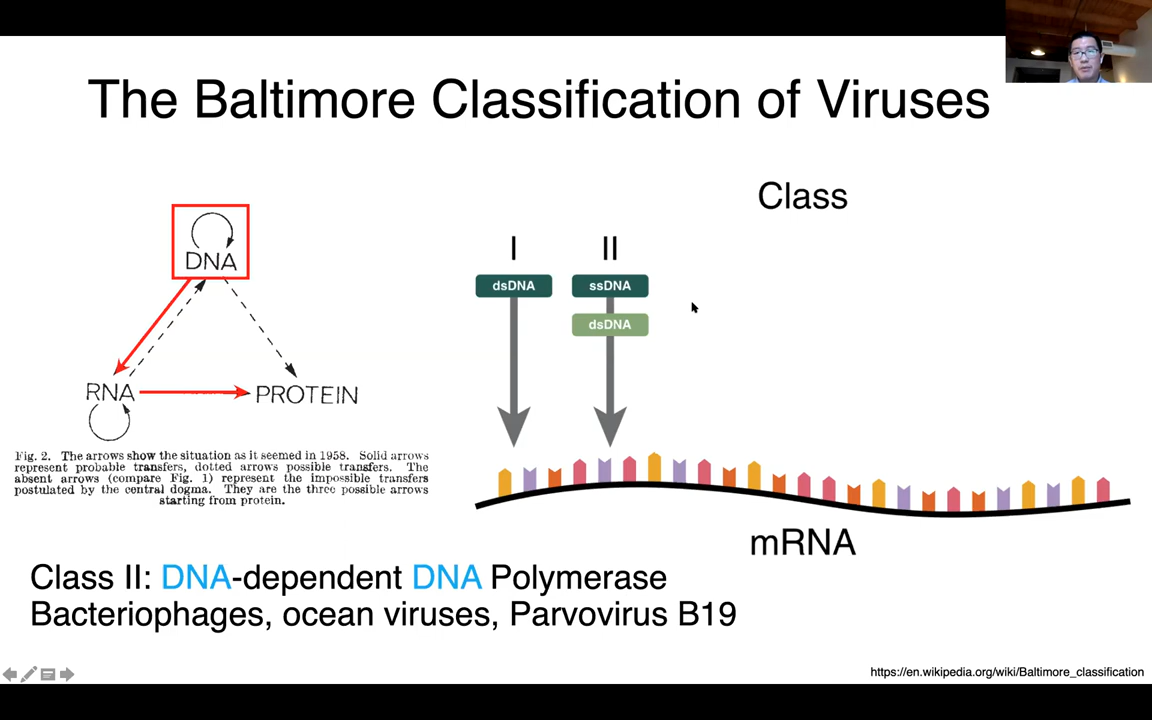 The Baltimore Classification of Viruses
Class
I II
dsDNA ssDNA
dsDNA
DNA
RNA PROTEIN
Fig. 2. The arrows show the situation as it seemed in 1958. Solid arrows
represent probable transfers, dotted arrows possible transfers. The
absent arrows (compare Fig. 1) represent the impossible transfers
postulated by the central dogma. They are the three possible arrows
starting from protein.
mRNA
Class II: DNA-dependent DNA Polymerase
Bacteriophages, ocean viruses, Parvovirus B19
https://en.wikipedia.org/wiki/Baltimore_classification